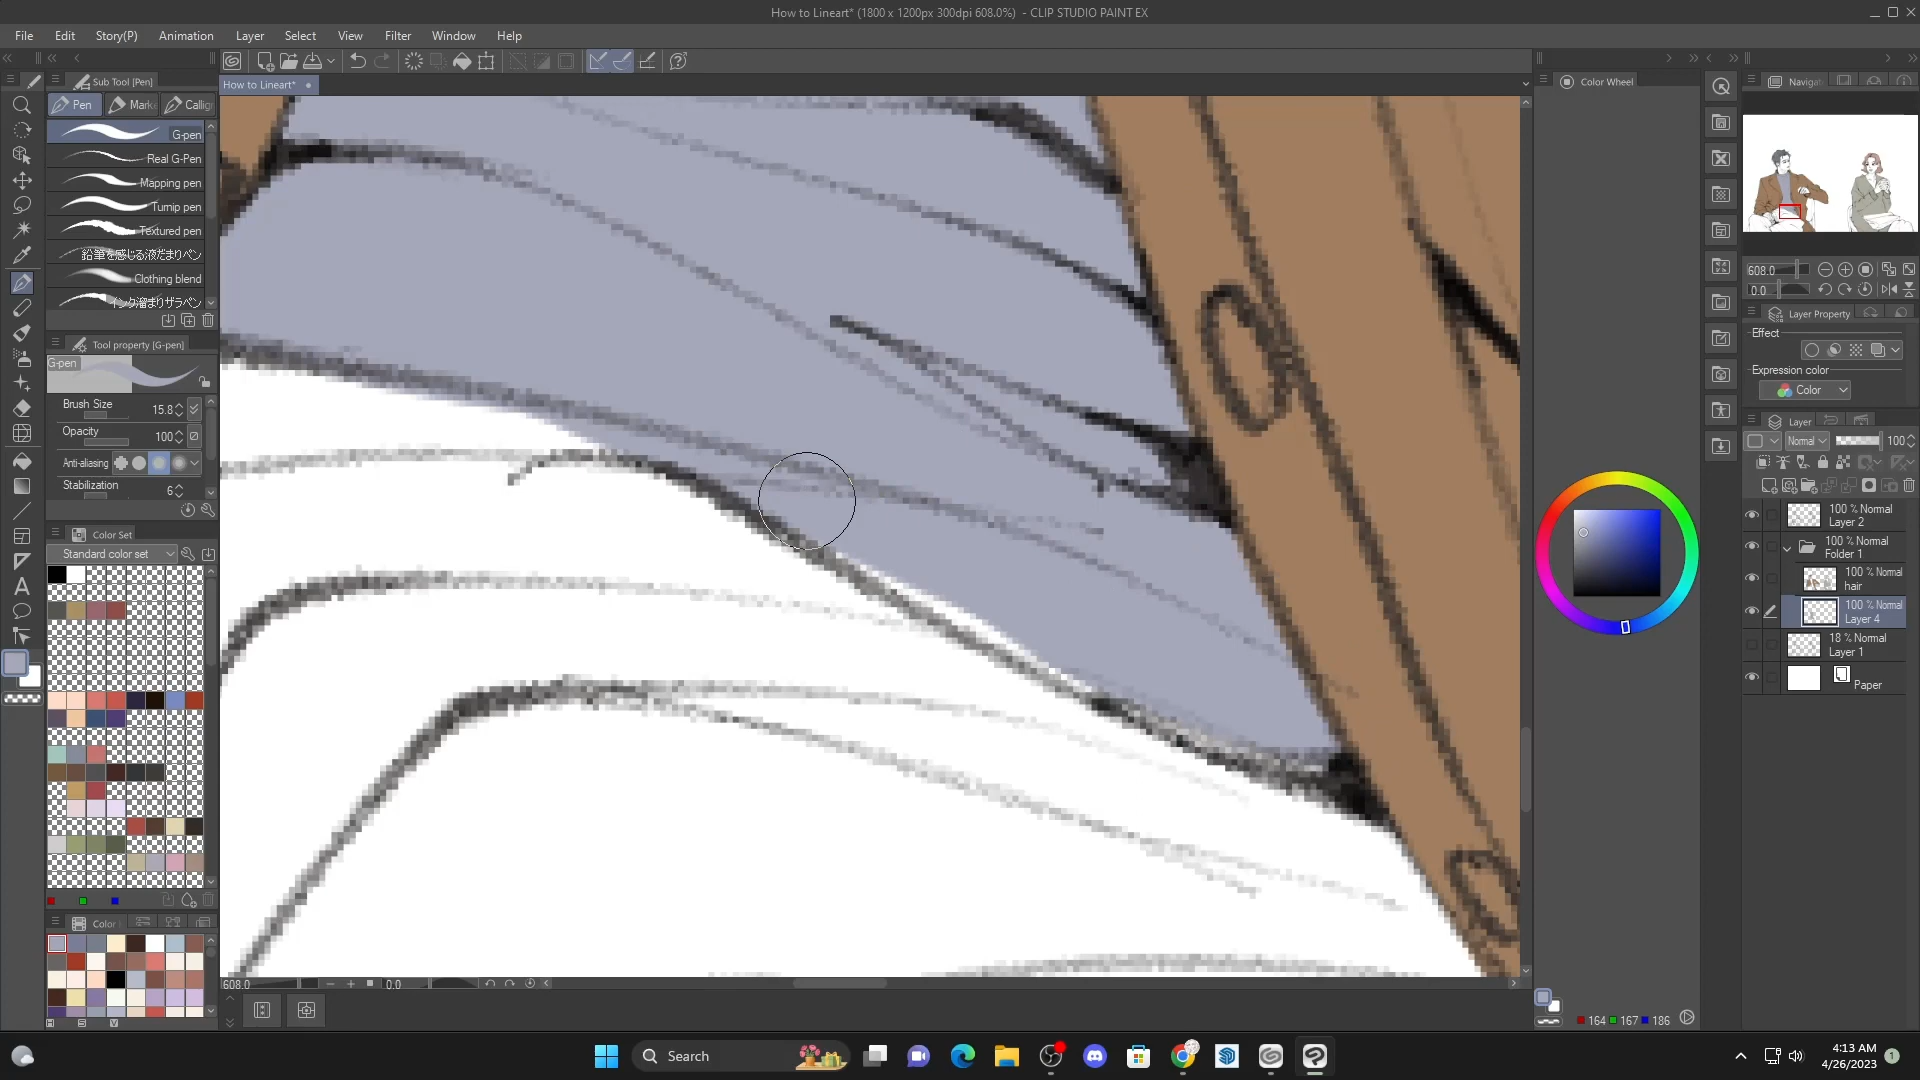 How to Lineart* (1800 x 1200px 300dpi 608.0%) - CLIP STUDIO PAINT EX
File Edit Story(P) Animation Layer Select View Filter Window Help
Sub Tool [Pen]
Pen Marke Calligr
G-pen
Real G-Pen
Mapping pen
Turnip pen
Textured pen
鉛筆を感じる液だまりペン
Clothing blend
インク溜まりザラペン
Tool property [G-pen]
G-pen
Brush Size 15.8
Opacity 100
Anti-aliasing
Stabilization 6
Color Set
Standard color set
Color
How to Lineart*
608.0 0.0
Color Wheel
164 167 186
Navigat
608.0
0.0
Layer Property
Effect
Expression color
Color
Layer
Normal 100
100 % Normal
Layer 2
100 % Normal
Folder 1
100 % Normal
hair
100 % Normal
Layer 4
18 % Normal
Layer 1
Paper
Search
4:13 AM
4/26/2023
1